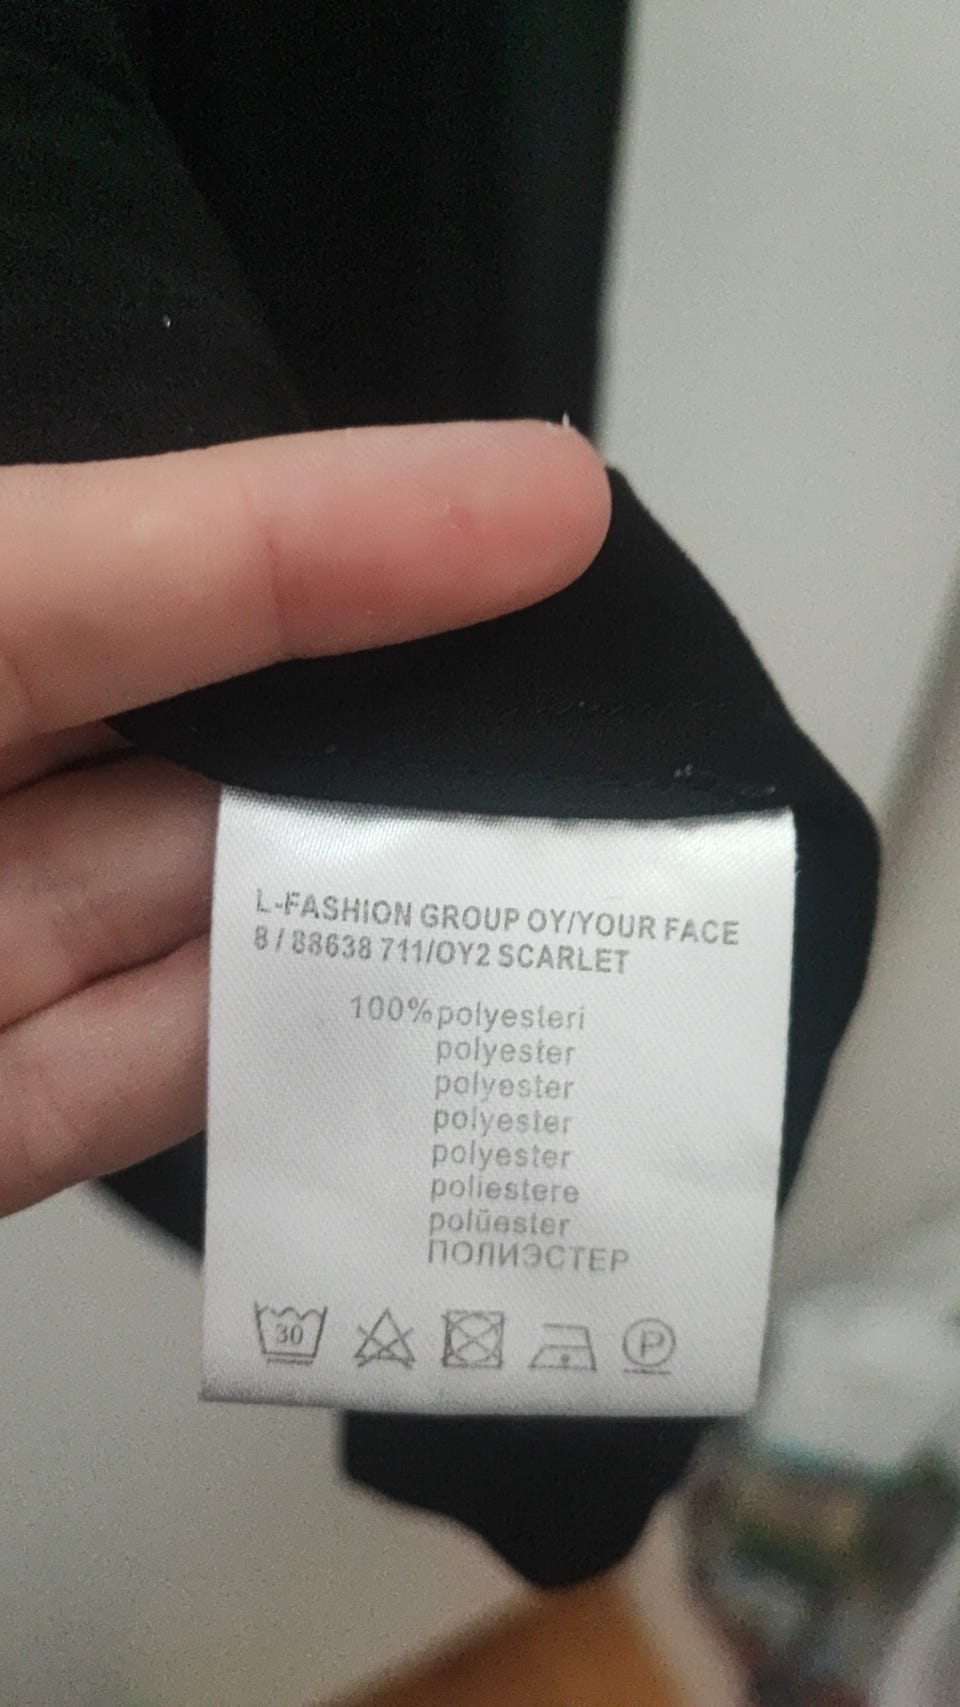 L-FASHION GROUP OY/YOUR FACE
8 / 88638 711/OY2 SCARLET
100% polyesteri
polyester
polyester
polyester
polyester
poliestere
polüester
ПОЛИЭСТЕР
30 P